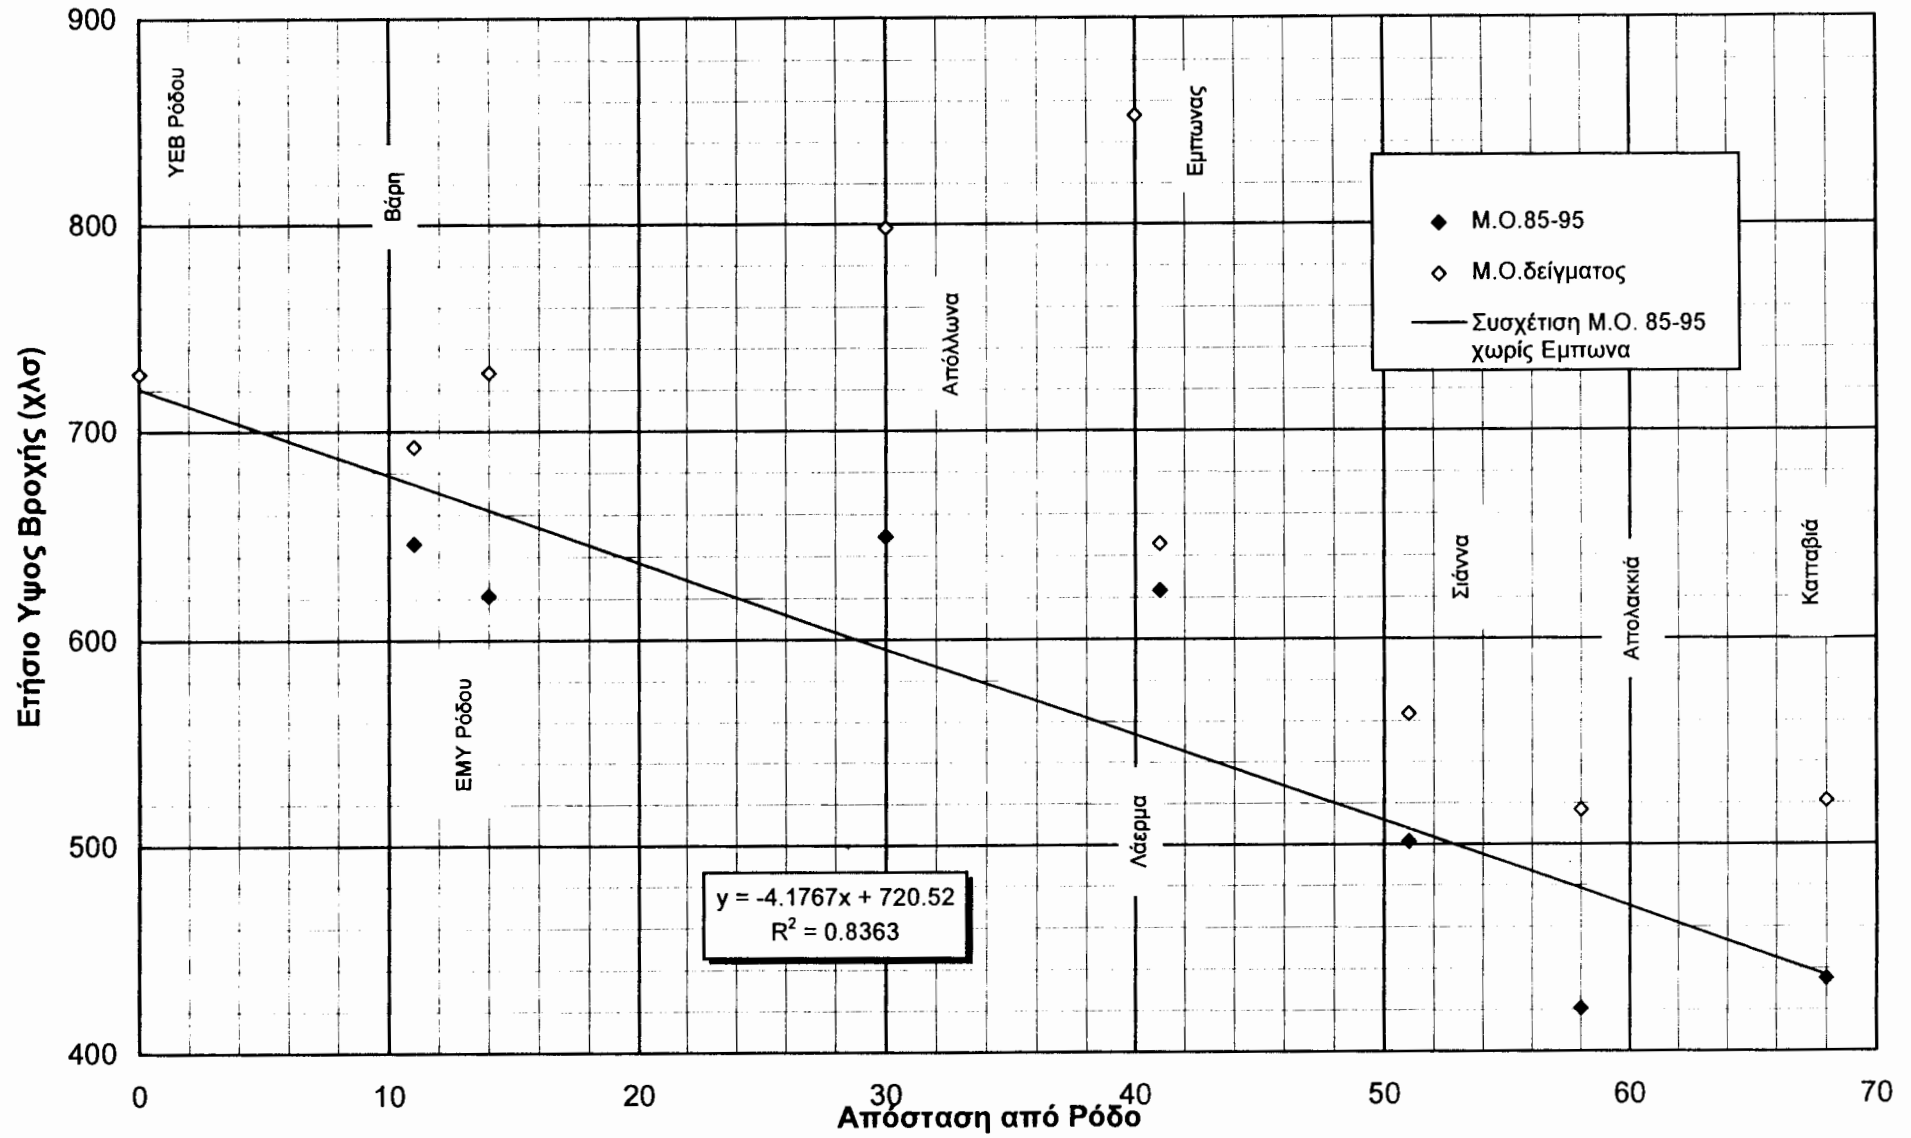 900
800
700
600
500
400
Ετήσιο Υψος Βροχής (χλσ)
ΥΕΒ Ρόδου
Βάρη
ΕΜΥ Ρόδου
Απόλλωνα
Εμπωνας
Λάερμα
Σιάννα
Απολακιά
Κατταβιά
Μ.Ο.85-95
Μ.Ο.δείγματος
Συσχέτιση Μ.Ο. 85-95
χωρίς Εμπωνα
y = -4.1767x + 720.52
R² = 0.8363
0 10 20 30 40 50 60 70
Απόσταση από Ρόδο